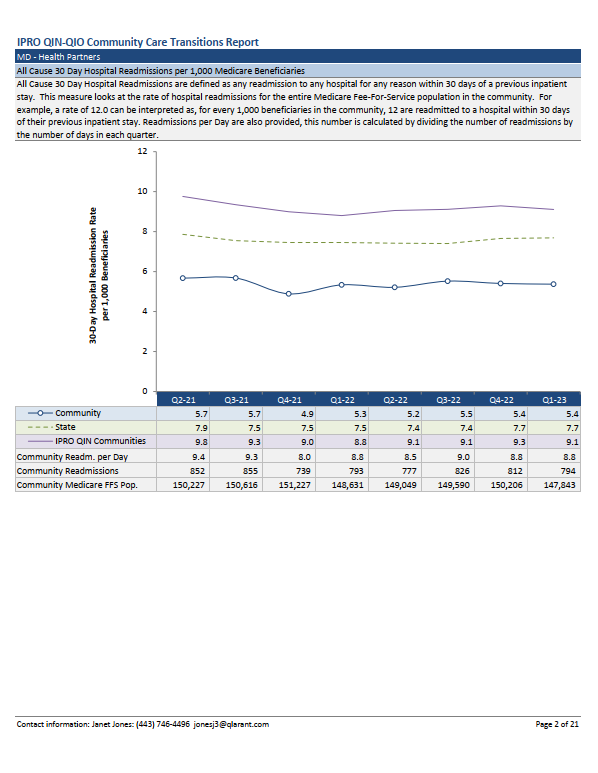 IPRO QIN-QIO Community Care Transitions Report
MD - Health Partners
All Cause 30 Day Hospital Readmissions per 1,000 Medicare Beneficiaries
All Cause 30 Day Hospital Readmissions are defined as any readmission to any hospital for any reason within 30 days of a previous inpatient
stay.  This measure looks at the rate of hospital readmissions for the entire Medicare Fee-For-Service population in the community.  For
example, a rate of 12.0 can be interpreted as, for every 1,000 beneficiaries in the community, 12 are readmitted to a hospital within 30 days
of their previous inpatient stay. Readmissions per Day are also provided, this number is calculated by dividing the number of readmissions by
the number of days in each quarter.
12
10
8
6
4
2
0
30-Day Hospital Readmission Rate
per 1,000 Beneficiaries
Q2-21 Q3-21 Q4-21 Q1-22 Q2-22 Q3-22 Q4-22 Q1-23
Community 5.7 5.7 4.9 5.3 5.2 5.5 5.4 5.4
State 7.9 7.5 7.5 7.5 7.4 7.4 7.7 7.7
IPRO QIN Communities 9.8 9.3 9.0 8.8 9.1 9.1 9.3 9.1
Community Readm. per Day 9.4 9.3 8.0 8.8 8.5 9.0 8.8 8.8
Community Readmissions 852 855 739 793 777 826 812 794
Community Medicare FFS Pop. 150,227 150,616 151,227 148,631 149,049 149,590 150,206 147,843
Contact information: Janet Jones: (443) 746-4496  jonesj3@qlarant.com Page 2 of 21